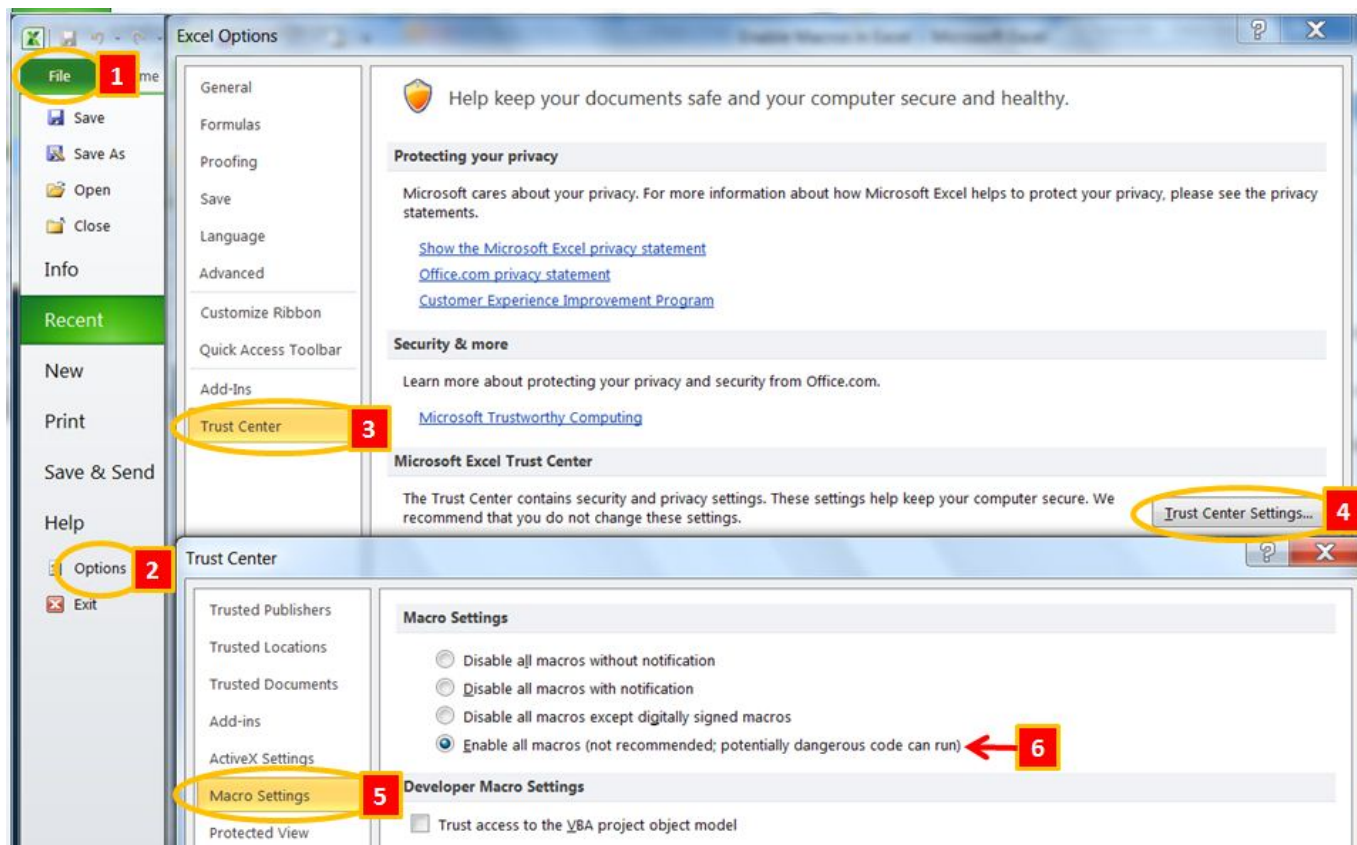 Excel Options
File
1
me
Save
Save As
Open
Close
Info
Recent
New
Print
Save & Send
Help
Options
2
Exit
General
Formulas
Proofing
Save
Language
Advanced
Customize Ribbon
Quick Access Toolbar
Add-Ins
Trust Center
3
Help keep your documents safe and your computer secure and healthy.
Protecting your privacy
Microsoft cares about your privacy. For more information about how Microsoft Excel helps to protect your privacy, please see the privacy
statements.
Show the Microsoft Excel privacy statement
Office.com privacy statement
Customer Experience Improvement Program
Security & more
Learn more about protecting your privacy and security from Office.com.
Microsoft Trustworthy Computing
Microsoft Excel Trust Center
The Trust Center contains security and privacy settings. These settings help keep your computer secure. We
recommend that you do not change these settings.
Trust Center Settings...
4
Trust Center
Trusted Publishers
Trusted Locations
Trusted Documents
Add-ins
ActiveX Settings
Macro Settings
5
Protected View
Macro Settings
Disable all macros without notification
Disable all macros with notification
Disable all macros except digitally signed macros
Enable all macros (not recommended; potentially dangerous code can run)
6
Developer Macro Settings
Trust access to the VBA project object model